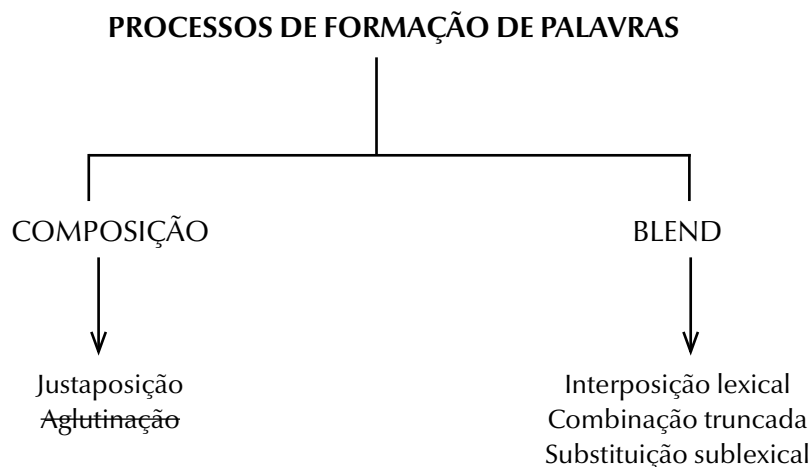 PROCESSOS DE FORMAÇÃO DE PALAVRAS
COMPOSIÇÃO
BLEND
Justaposição
Aglutinação
Interposição lexical
Combinação truncada
Substituição sublexical